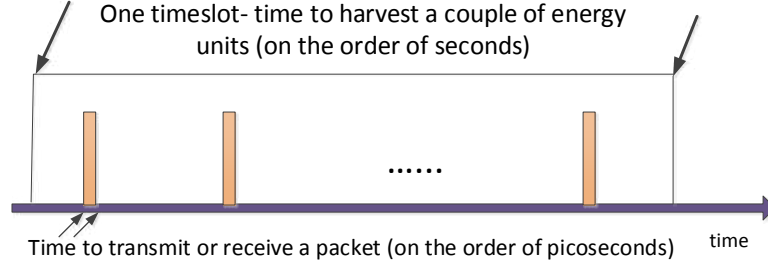 One timeslot- time to harvest a couple of energy
units (on the order of seconds)
......
Time to transmit or receive a packet (on the order of picoseconds)
time